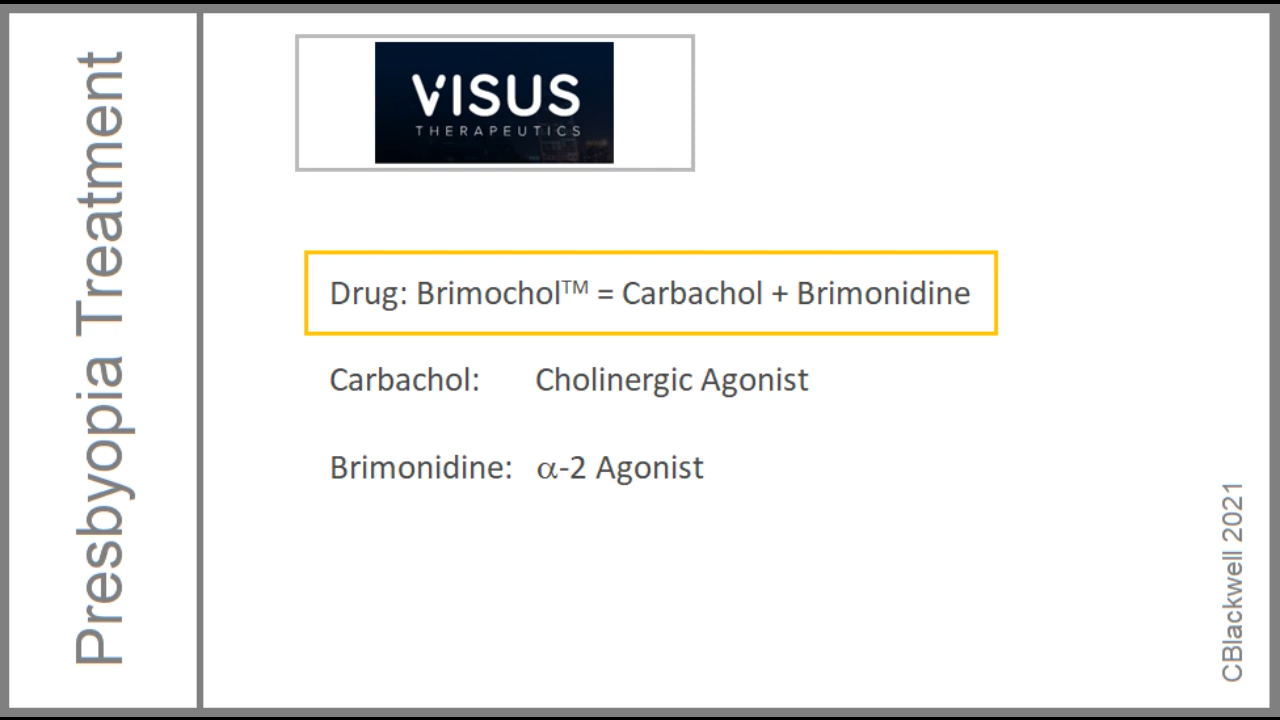 Presbyopia Treatment
VISUS
THERAPEUTICS
Drug: Brimochol™ = Carbachol + Brimonidine
Carbachol: Cholinergic Agonist
Brimonidine: α-2 Agonist
CBlackwell 2021